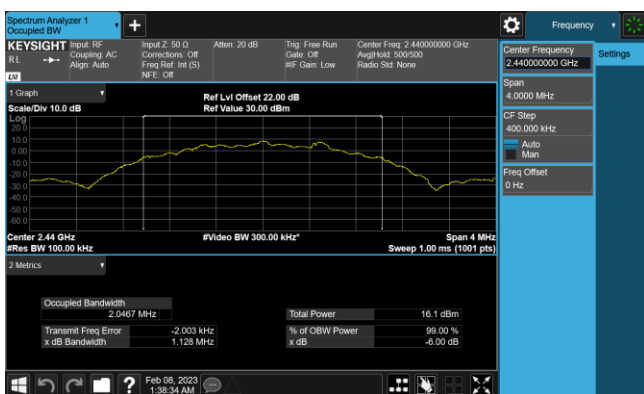 Spectrum Analyzer 1
Occupied BW
Frequency
KEYSIGHT
R L
LW
Input: RF
Coupling: AC
Align: Auto
Input Z: 50 Ω
Corrections: Off
Freq Ref: Int (S)
NFE: Off
Atten: 20 dB
Trig: Free Run
Gate: Off
#IF Gain: Low
Center Freq: 2.440000000 GHz
Avg|Hold: 500/500
Radio Std: None
Center Frequency
2.440000000 GHz
Settings
Span
4.0000 MHz
CF Step
400.000 kHz
Auto
Man
Freq Offset
0 Hz
1 Graph
Scale/Div 10.0 dB
Ref Lvl Offset 22.00 dB
Ref Value 30.00 dBm
Log
20.0
10.0
0.00
-10.0
-20.0
-30.0
-40.0
-50.0
-60.0
Center 2.44 GHz
#Video BW 300.00 kHz*
Span 4 MHz
#Res BW 100.00 kHz
Sweep 1.00 ms (1001 pts)
2 Metrics
Occupied Bandwidth
2.0467 MHz
Total Power 16.1 dBm
Transmit Freq Error -2.003 kHz
% of OBW Power 99.00 %
x dB Bandwidth 1.128 MHz
x dB -6.00 dB
?
Feb 08, 2023
1:38:34 AM